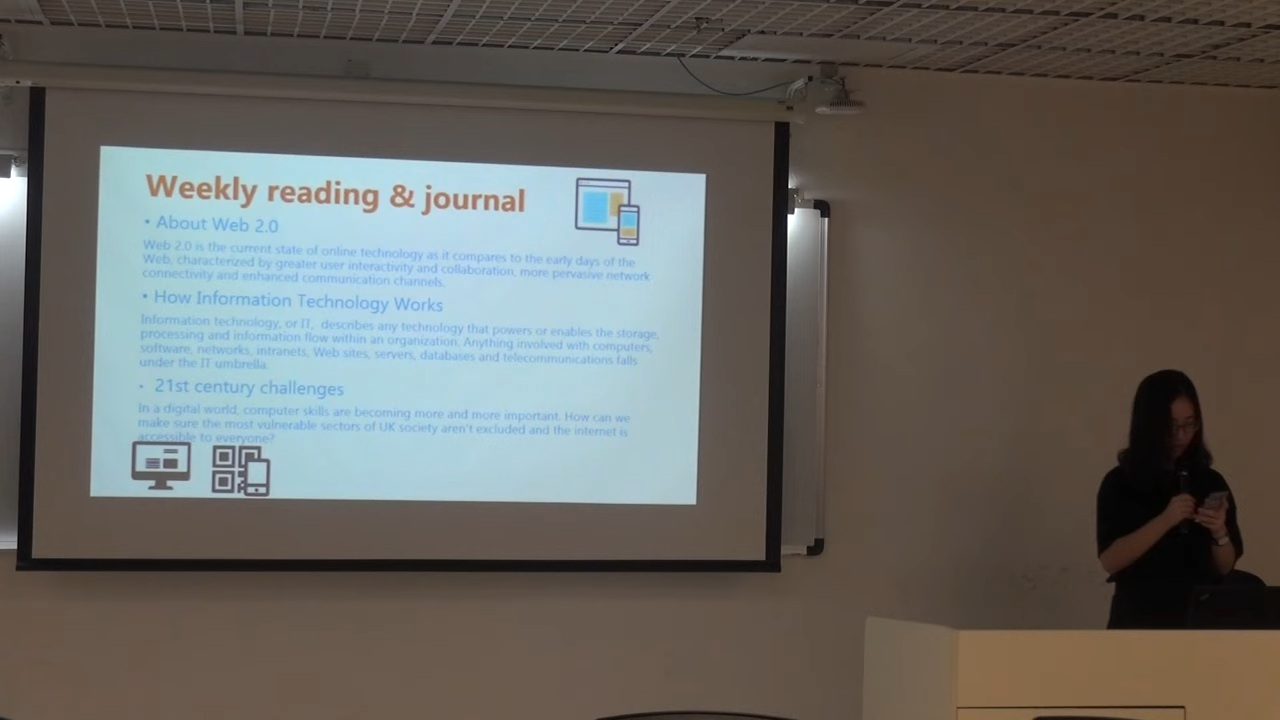 Weekly reading & journal
• About Web 2.0
Web 2.0 is the current state of online technology as it compares to the early days of the
Web, characterized by greater user interactivity and collaboration, more pervasive network
connectivity and enhanced communication channels.
• How Information Technology Works
Information technology, or IT, describes any technology that powers or enables the storage,
processing and information flow within an organization. Anything involved with computers,
software, networks, intranets, Web sites, servers, databases and telecommunications falls
under the IT umbrella.
• 21st century challenges
In a digital world, computer skills are becoming more and more important. How can we
make sure the most vulnerable sectors of UK society aren't excluded and the internet is
accessible to everyone?